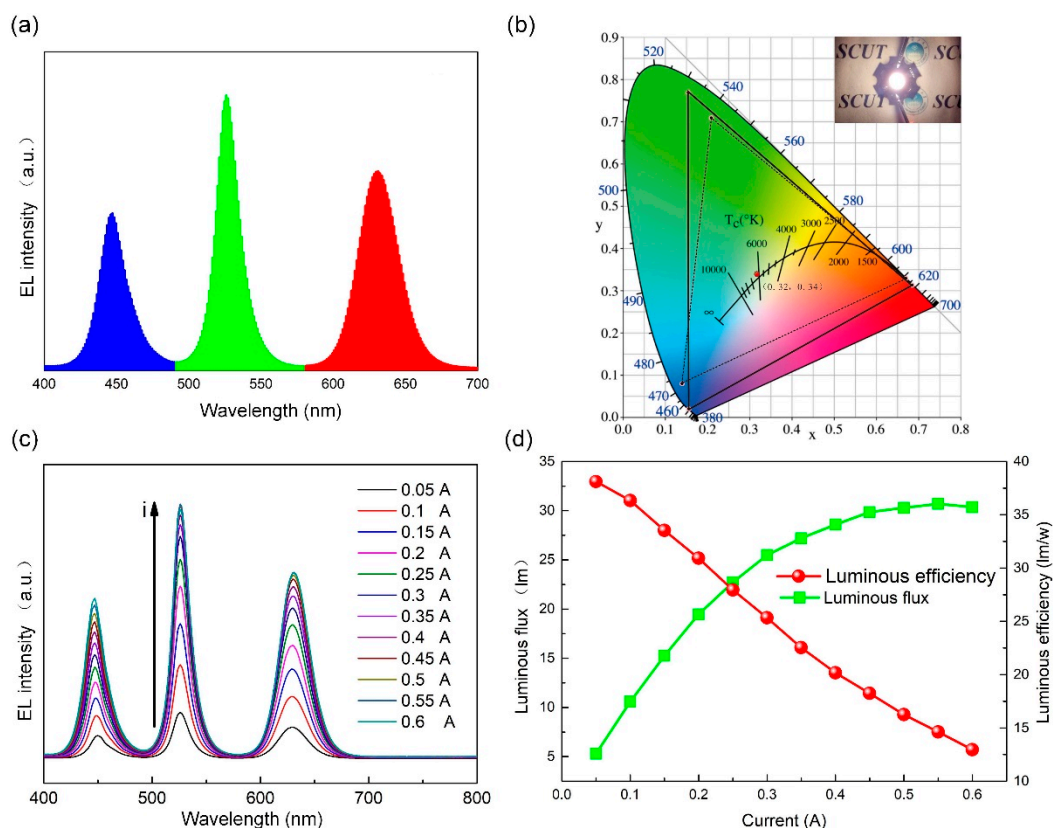 (a)
EL intensity (a.u.)
400 450 500 550 600 650 700
Wavelength (nm)
(b)
SCUT SC
SCUT SCU
0.9
0.8
0.7
0.6
0.5
0.4
0.3
0.2
0.1
0.0
y
0.0 0.1 0.2 0.3 0.4 0.5 0.6 0.7 0.8
x
520
540
560
580
600
620
700
500
490
480
470
460
380
Tc(°K)
∞
10000
6000
4000
3000
2500
2000
1500
(0.32, 0.34)
(c)
EL intensity (a.u.)
i
0.05 A
0.1 A
0.15 A
0.2 A
0.25 A
0.3 A
0.35 A
0.4 A
0.45 A
0.5 A
0.55 A
0.6 A
400 500 600 700 800
Wavelength (nm)
(d)
Luminous flux (lm)
35
30
25
20
15
10
5
Luminous efficiency
Luminous flux
40
35
30
25
20
15
10
Luminous efficiency (lm/w)
0.0 0.1 0.2 0.3 0.4 0.5 0.6
Current (A)